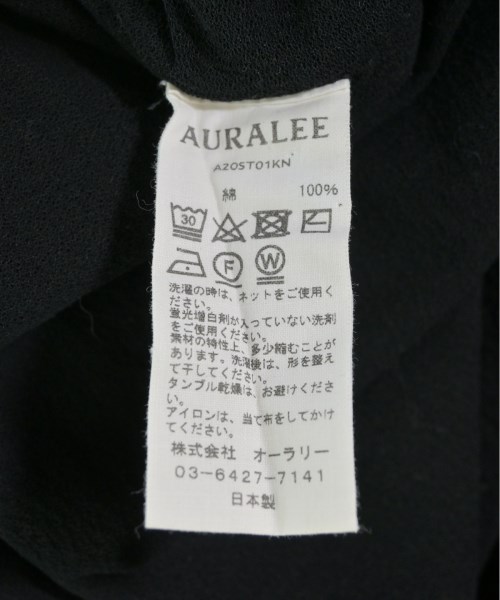 AURALEE
A20ST01KN
綿 100%
30
F W
洗濯の時は、ネットをご使用く
ださい。
蛍光増白剤が入っていない洗剤
をご使用ください。
素材の特性上、多少縮むことが
あります。洗濯後は、形を整え
て干してください。
タンブル乾燥は、お避けくださ
い。
アイロンは、当て布をしてかけ
てください。
株式会社 オーラリー
03-6427-7141
日本製